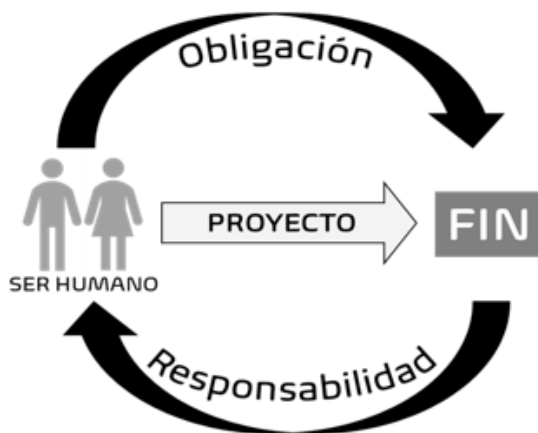 Obligación
PROYECTO
FIN
SER HUMANO
Responsabilidad